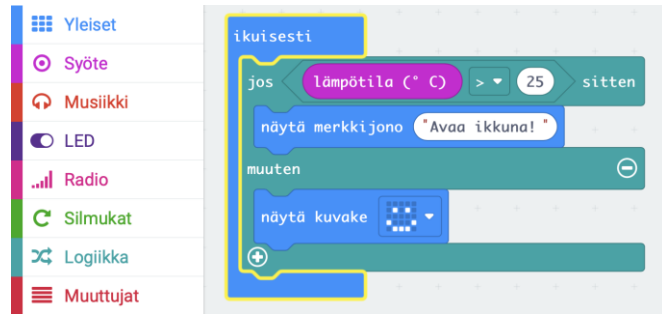 Yleiset
Syöte
Musiikki
LED
Radio
Silmukat
Logiikka
Muuttujat
ikuisesti
jos lämpötila (° C) > 25 sitten
näytä merkkijono "Avaa ikkuna! "
muuten
näytä kuvake